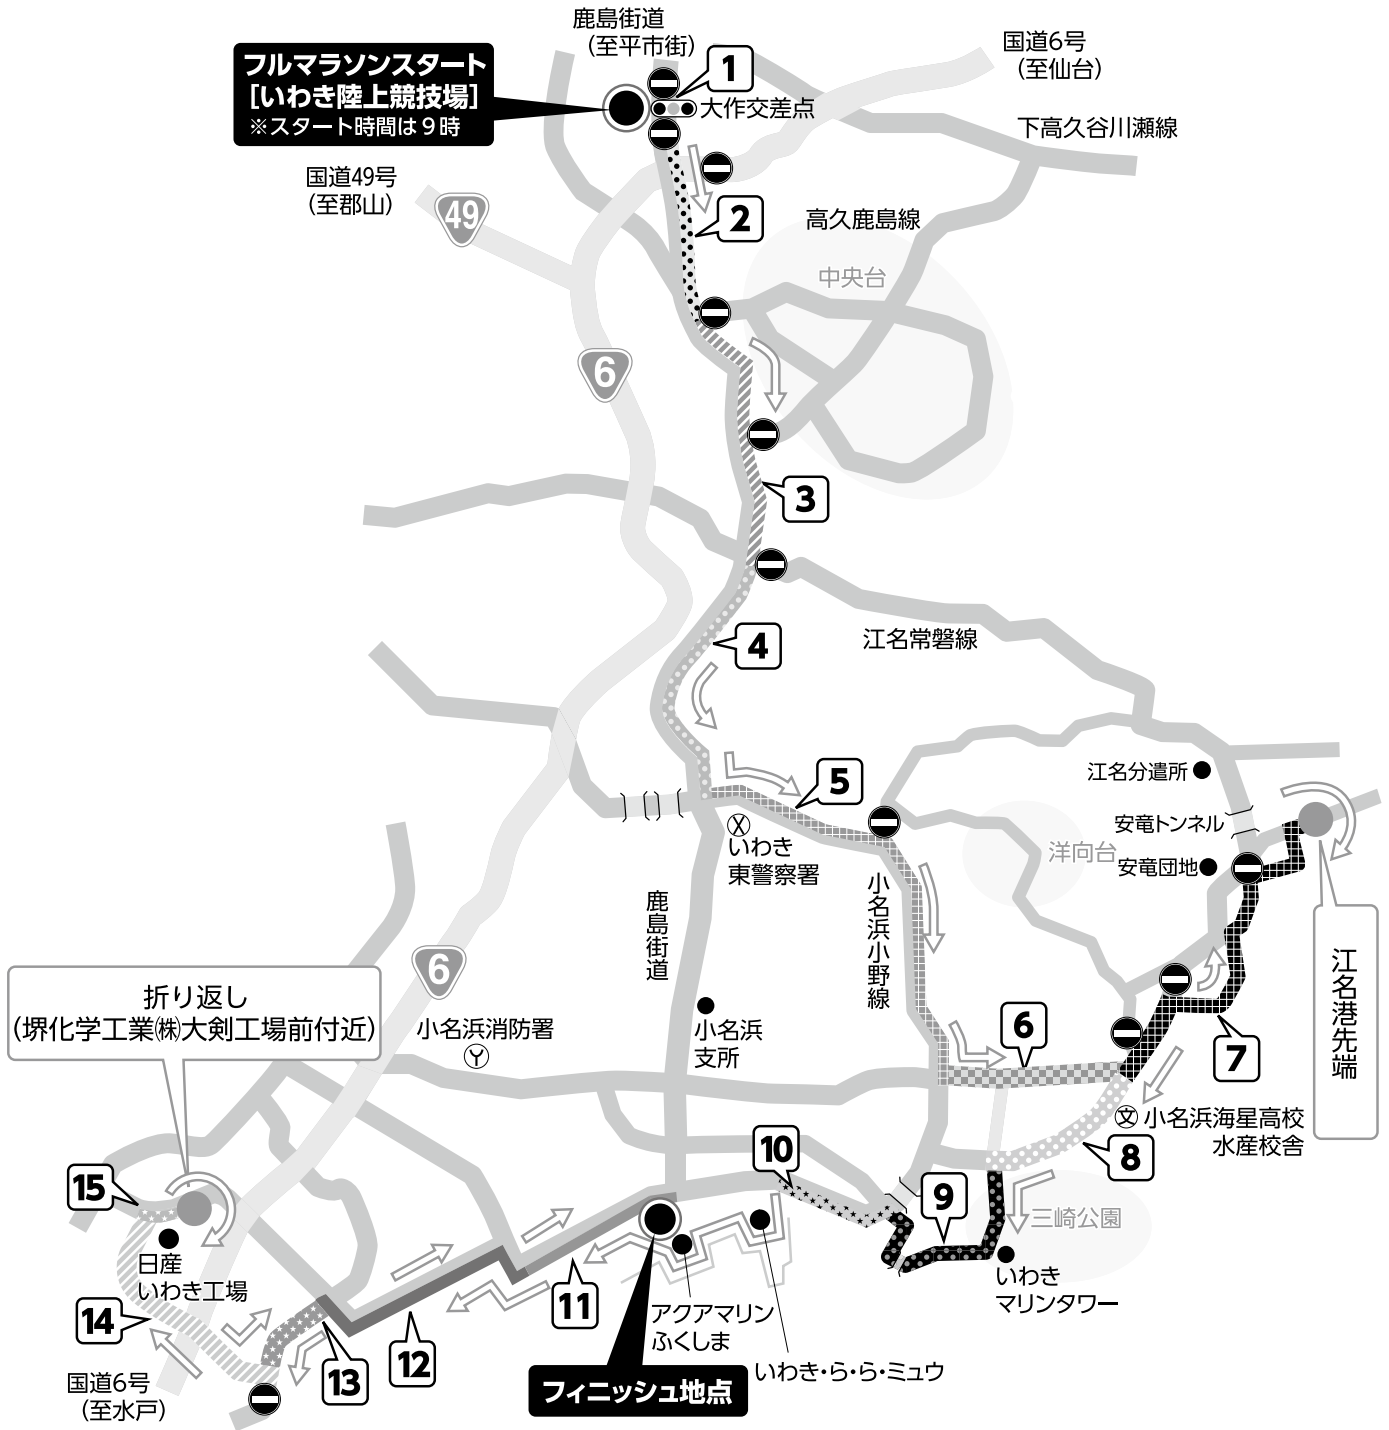 鹿島街道
（至平市街）
国道6号
（至仙台）
フルマラソンスタート
［いわき陸上競技場］
※スタート時間は９時
1
大作交差点
下高久谷川瀬線
国道49号
（至郡山）
49
2
高久鹿島線
中央台
6
3
4
江名常磐線
5
江名分遣所
安竜トンネル
洋向台
安竜団地
いわき
東警察署
小名浜小野線
鹿島街道
江名港先端
6
折り返し
（堺化学工業㈱大剣工場前付近）
小名浜消防署
小名浜
支所
6
7
文
小名浜海星高校
水産校舎
8
10
9
15
三崎公園
日産
いわき工場
いわき
マリンタワー
14
11
アクアマリン
ふくしま
12
13
いわき・ら・ら・ミュウ
国道6号
（至水戸）
フィニッシュ地点